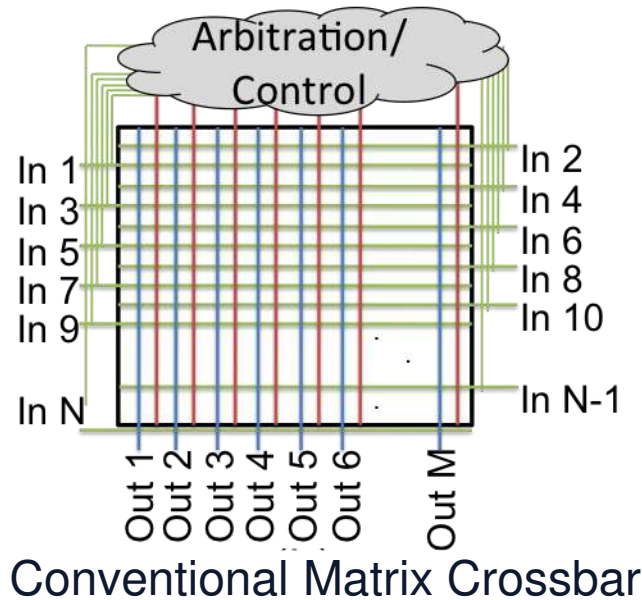 Arbitration/
Control
In 1
In 2
In 3
In 4
In 5
In 6
In 7
In 8
In 9
In 10
In N
In N-1
Out 1
Out 2
Out 3
Out 4
Out 5
Out 6
Out M
Conventional Matrix Crossbar